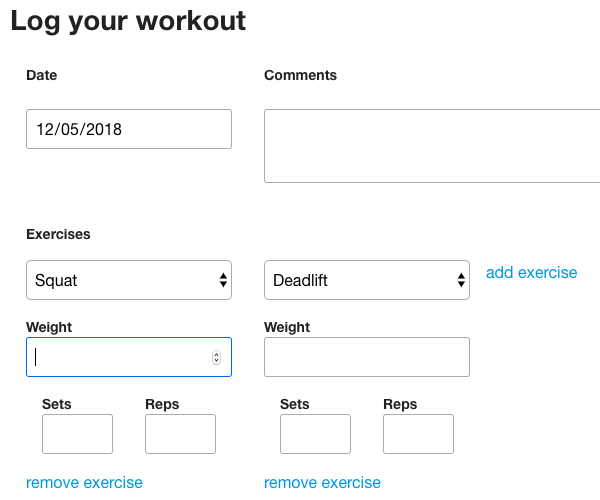 Log your workout
Date Comments
12/05/2018
Exercises
Squat Deadlift add exercise
Weight Weight
Sets Reps Sets Reps
remove exercise remove exercise